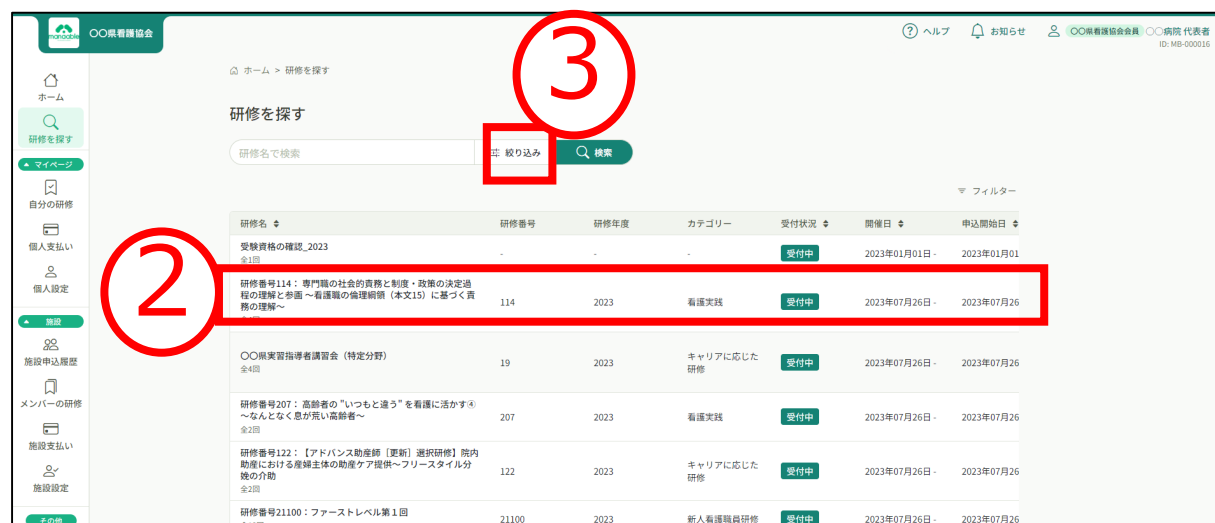 manaable
〇〇県看護協会
ヘルプ
お知らせ
〇〇県看護協会会員 〇〇病院 代表者
ID: MB-000016
ホーム
研修を探す
マイページ
自分の研修
個人支払い
個人設定
施設
施設申込履歴
メンバーの研修
施設支払い
施設設定
その他
ホーム > 研修を探す
③
研修を探す
研修名で検索
絞り込み
検索
フィルター
研修名 研修番号 研修年度 カテゴリー 受付状況 開催日 申込開始日
受験資格の確認_2023
全1回
- - - 受付中 2023年01月01日 - 2023年01月01
②
研修番号114： 専門職の社会的責務と制度・政策の決定過
程の理解と参画 ～看護職の倫理綱領（本文15）に基づく責
務の理解～
114 2023 看護実践 受付中 2023年07月26日 - 2023年07月26
〇〇県実習指導者講習会（特定分野）
全4回
19 2023 キャリアに応じた
研修
受付中 2023年07月26日 - 2023年07月26
研修番号207： 高齢者の "いつもと違う" を看護に活かす④
～なんとなく息が荒い高齢者～
全2回
207 2023 看護実践 受付中 2023年07月26日 - 2023年07月26
研修番号122：【アドバンス助産師［更新］選択研修】院内
助産における産婦主体の助産ケア提供～フリースタイル分
娩の介助
全2回
122 2023 キャリアに応じた
研修
受付中 2023年07月26日 - 2023年07月26
研修番号21100：ファーストレベル第１回
21100 2023 新人看護職員研修 受付中 2023年07月26日 - 2023年07月26